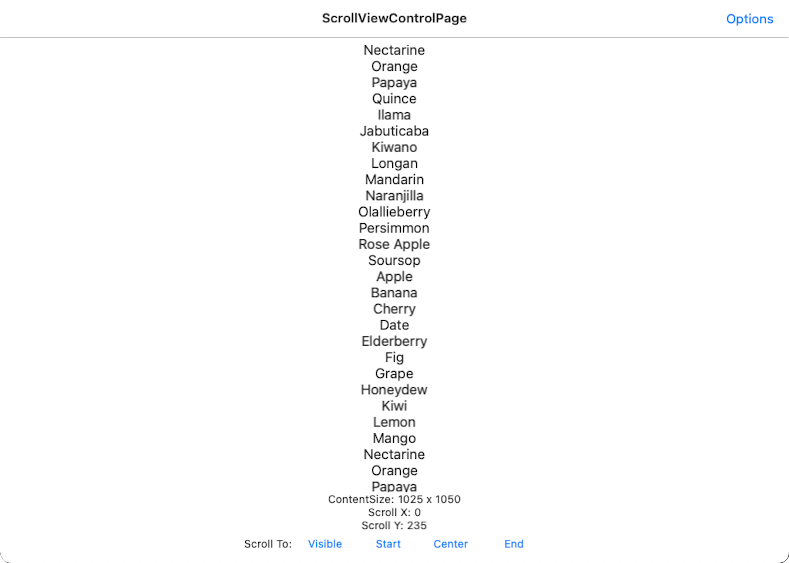 ScrollViewControlPage Options
Nectarine
Orange
Papaya
Quince
Ilama
Jabuticaba
Kiwano
Longan
Mandarin
Naranjilla
Olallieberry
Persimmon
Rose Apple
Soursop
Apple
Banana
Cherry
Date
Elderberry
Fig
Grape
Honeydew
Kiwi
Lemon
Mango
Nectarine
Orange
Papaya
ContentSize: 1025 x 1050
Scroll X: 0
Scroll Y: 235
Scroll To: Visible Start Center End